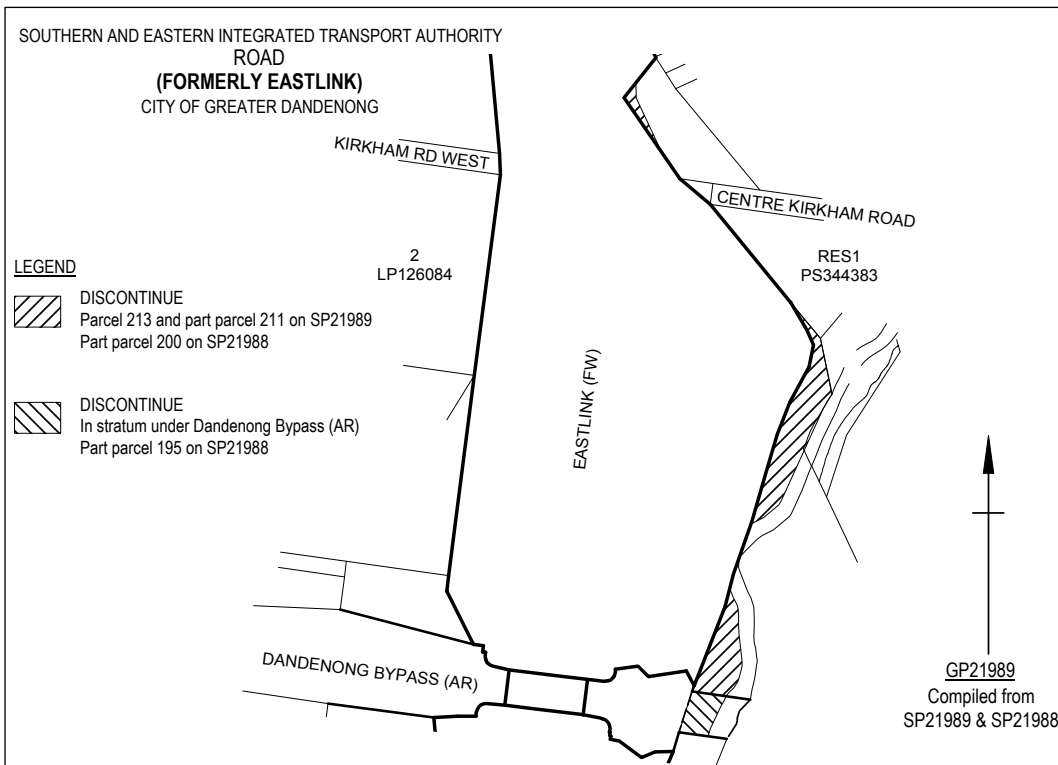 SOUTHERN AND EASTERN INTEGRATED TRANSPORT AUTHORITY
ROAD
(FORMERLY EASTLINK)
CITY OF GREATER DANDENONG
KIRKHAM RD WEST
CENTRE KIRKHAM ROAD
2
LP126084
RES1
PS344383
LEGEND
DISCONTINUE
Parcel 213 and part parcel 211 on SP21989
Part parcel 200 on SP21988
DISCONTINUE
In stratum under Dandenong Bypass (AR)
Part parcel 195 on SP21988
EASTLINK (FW)
DANDENONG BYPASS (AR)
GP21989
Compiled from
SP21989 & SP21988